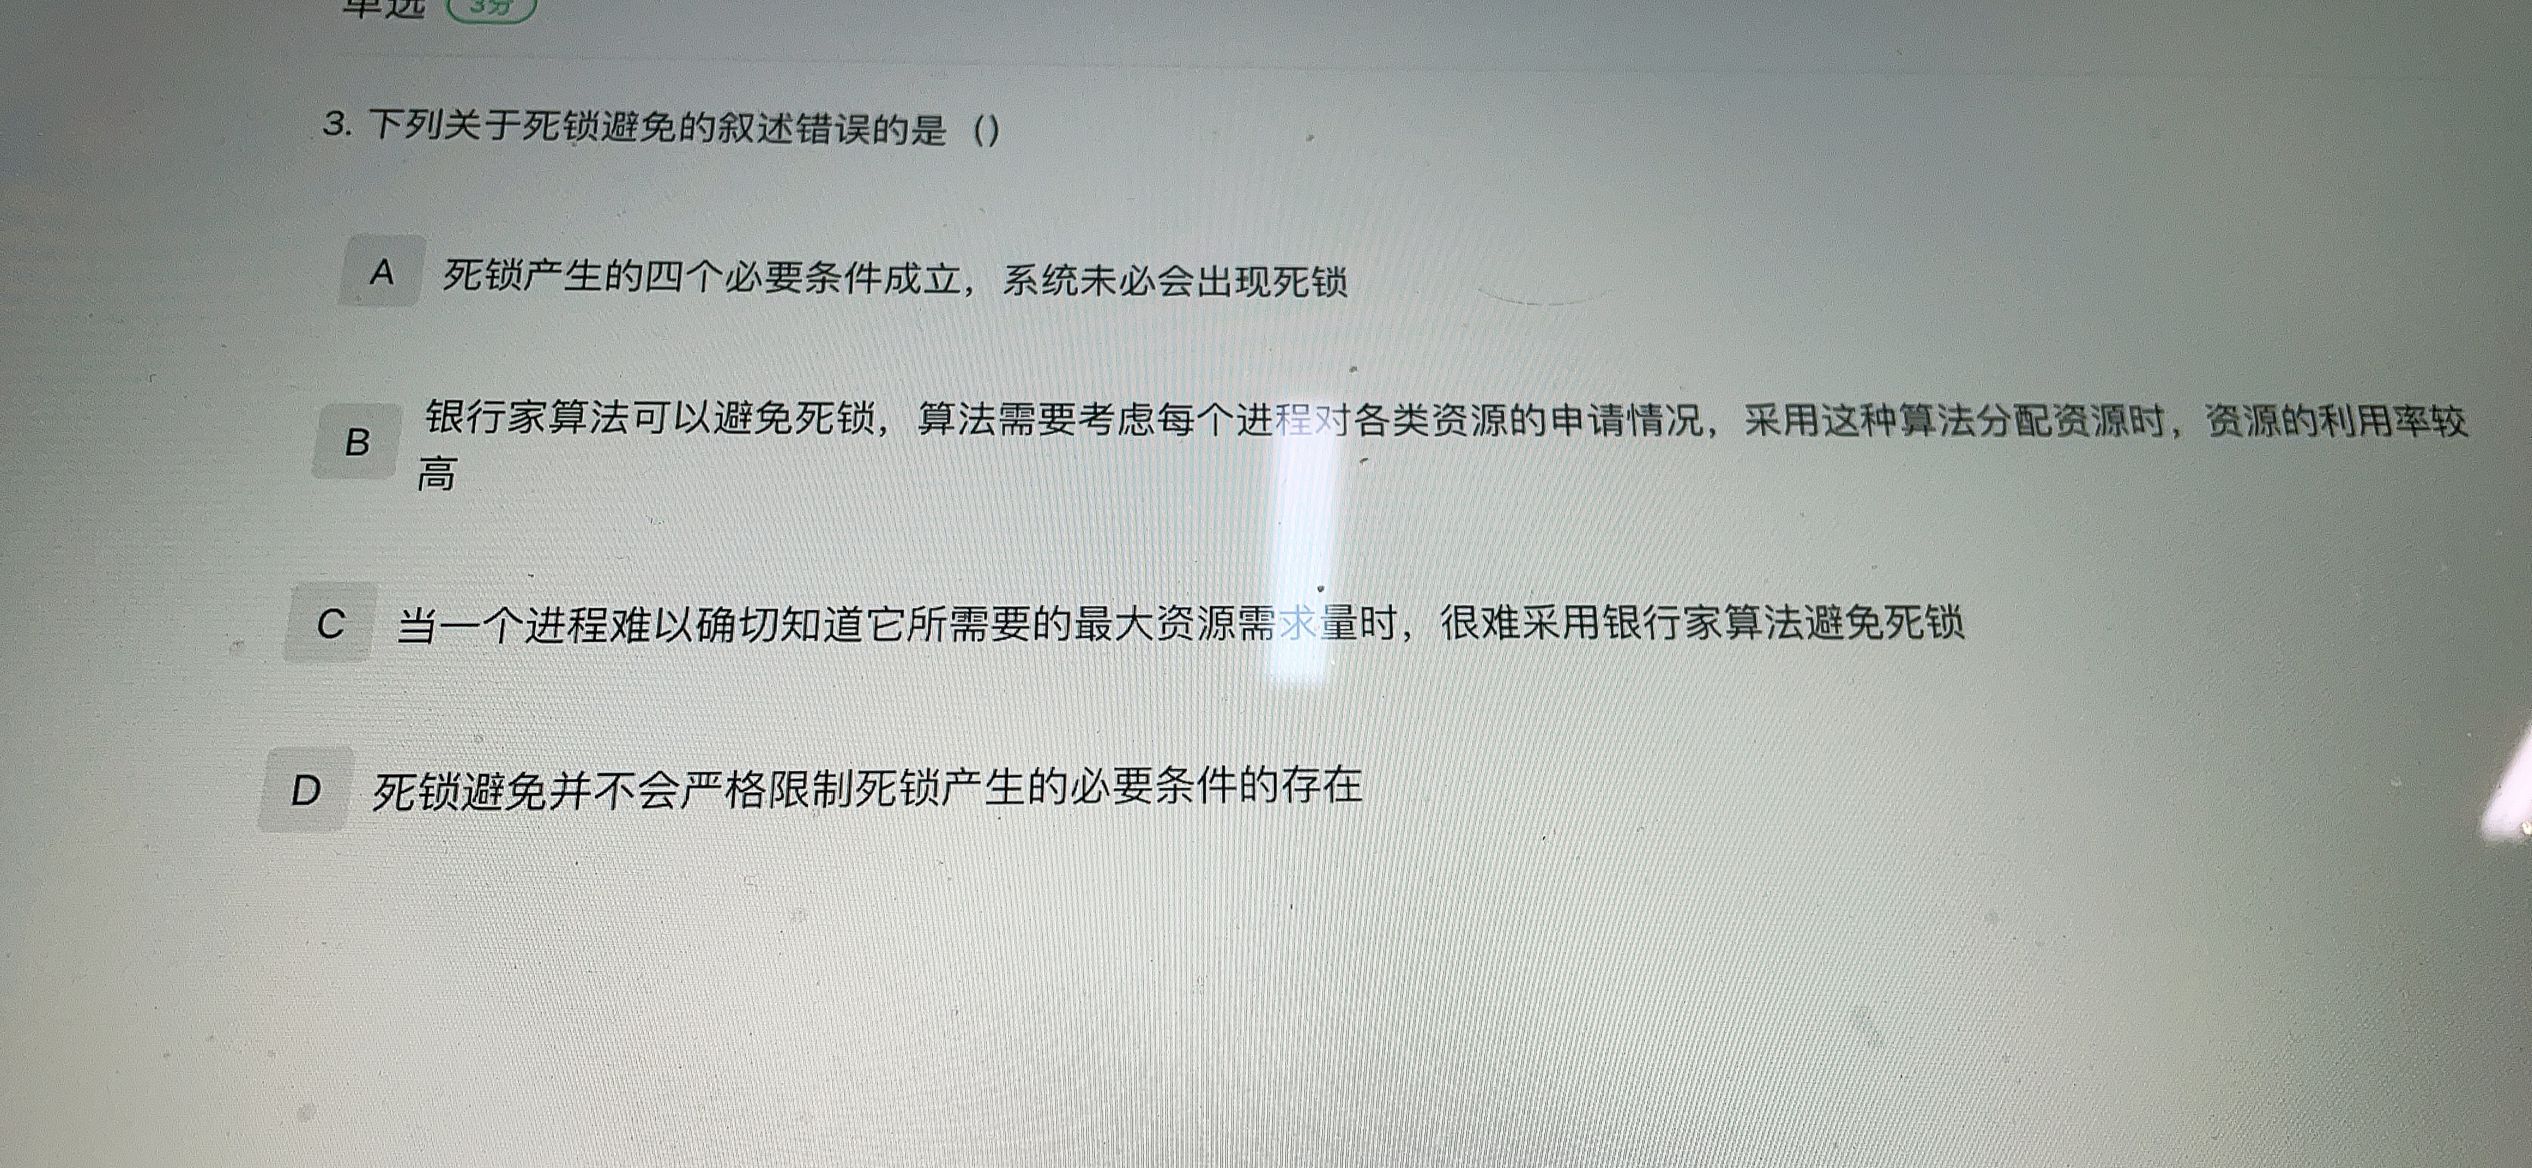 单选 3分
3. 下列关于死锁避免的叙述错误的是（）
A 死锁产生的四个必要条件成立，系统未必会出现死锁
B 银行家算法可以避免死锁，算法需要考虑每个进程对各类资源的申请情况，采用这种算法分配资源时，资源的利用率较
高
C 当一个进程难以确切知道它所需要的最大资源需求量时，很难采用银行家算法避免死锁
D 死锁避免并不会严格限制死锁产生的必要条件的存在